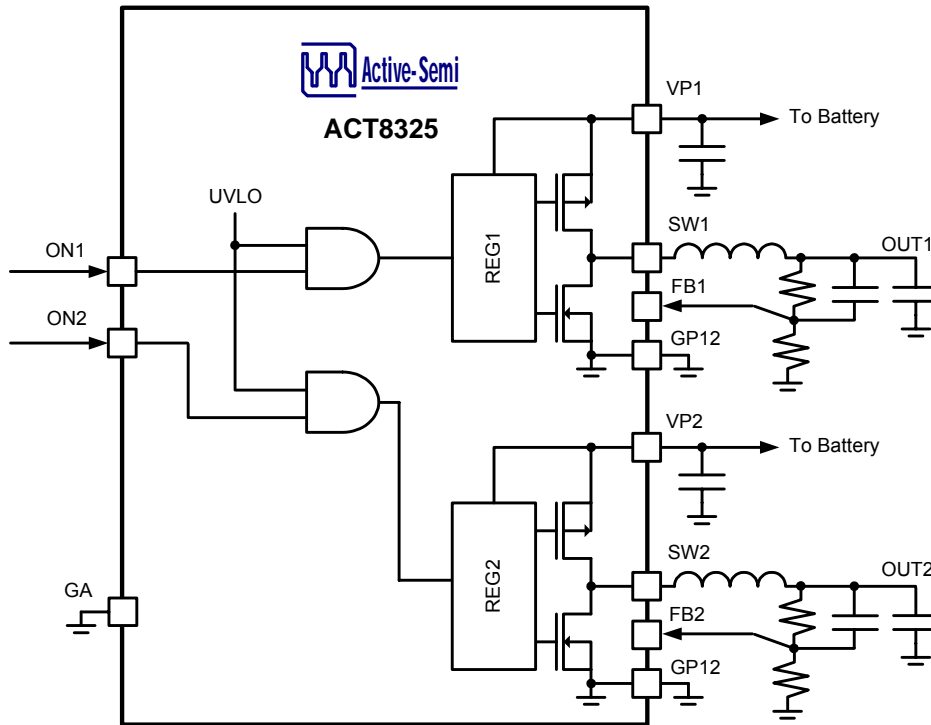 Active-Semi
ACT8325
VP1
To Battery
UVLO
ON1
REG1
SW1
OUT1
FB1
ON2
GP12
VP2
To Battery
REG2
SW2
OUT2
GA
FB2
GP12